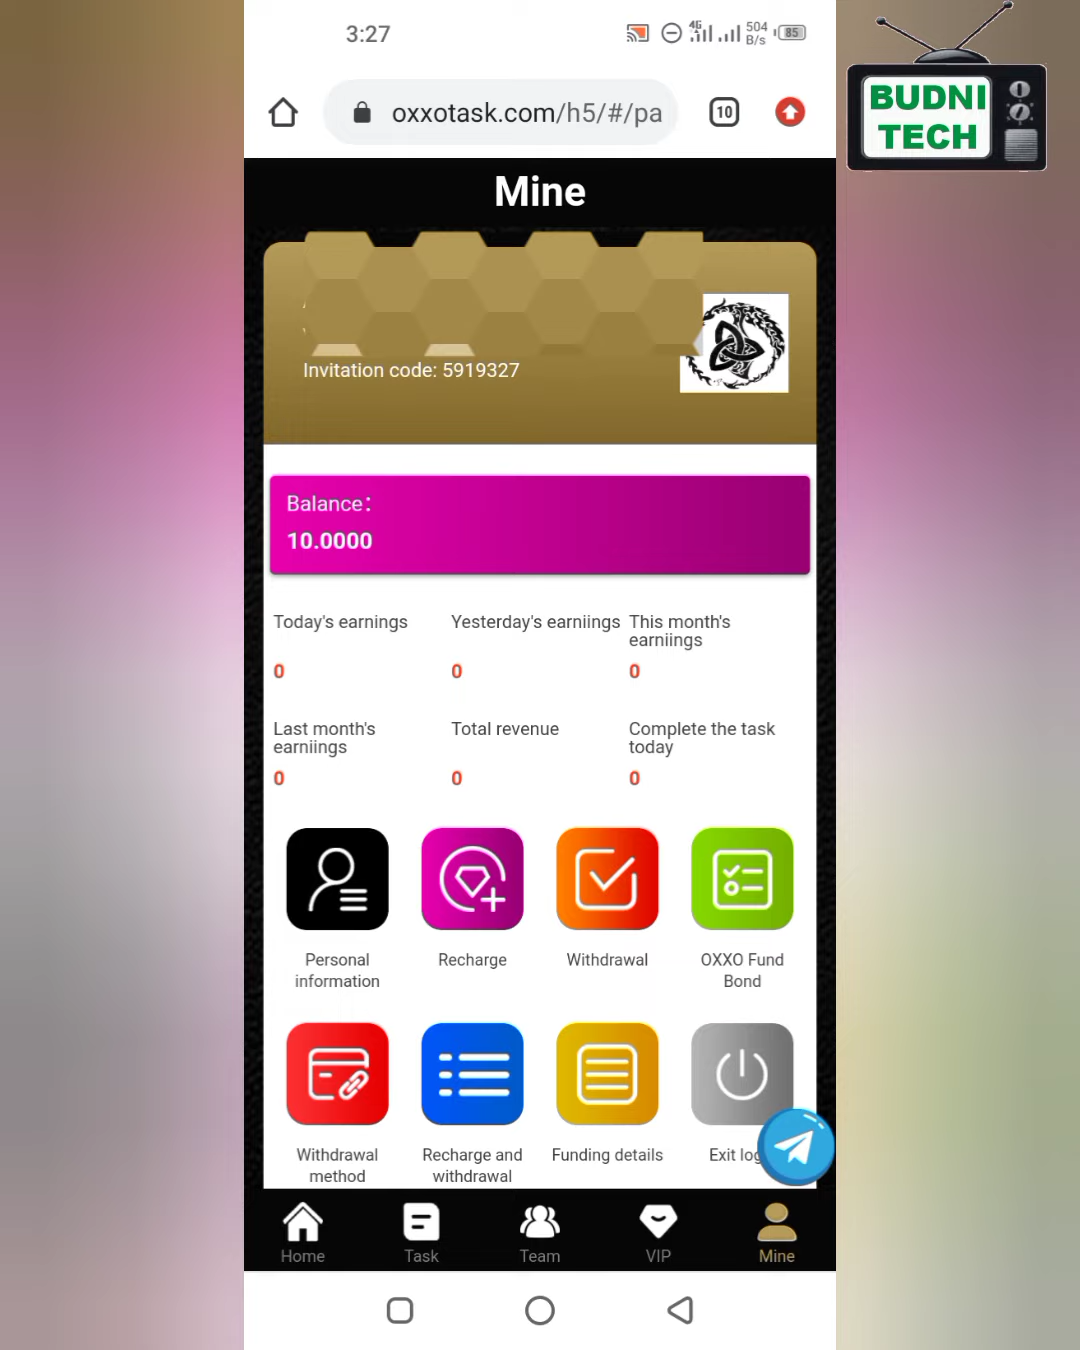 3:27
4G
504
B/s
85
BUDNI
TECH
oxxotask.com/h5/#/pa
10
Mine
Invitation code: 5919327
Balance：
10.0000
Today's earnings
Yesterday's earniings
This month's
earniings
0
0
0
Last month's
earniings
Total revenue
Complete the task
today
0
0
0
Personal
information
Recharge
Withdrawal
OXXO Fund
Bond
Withdrawal
method
Recharge and
withdrawal
Funding details
Exit log
Home
Task
Team
VIP
Mine